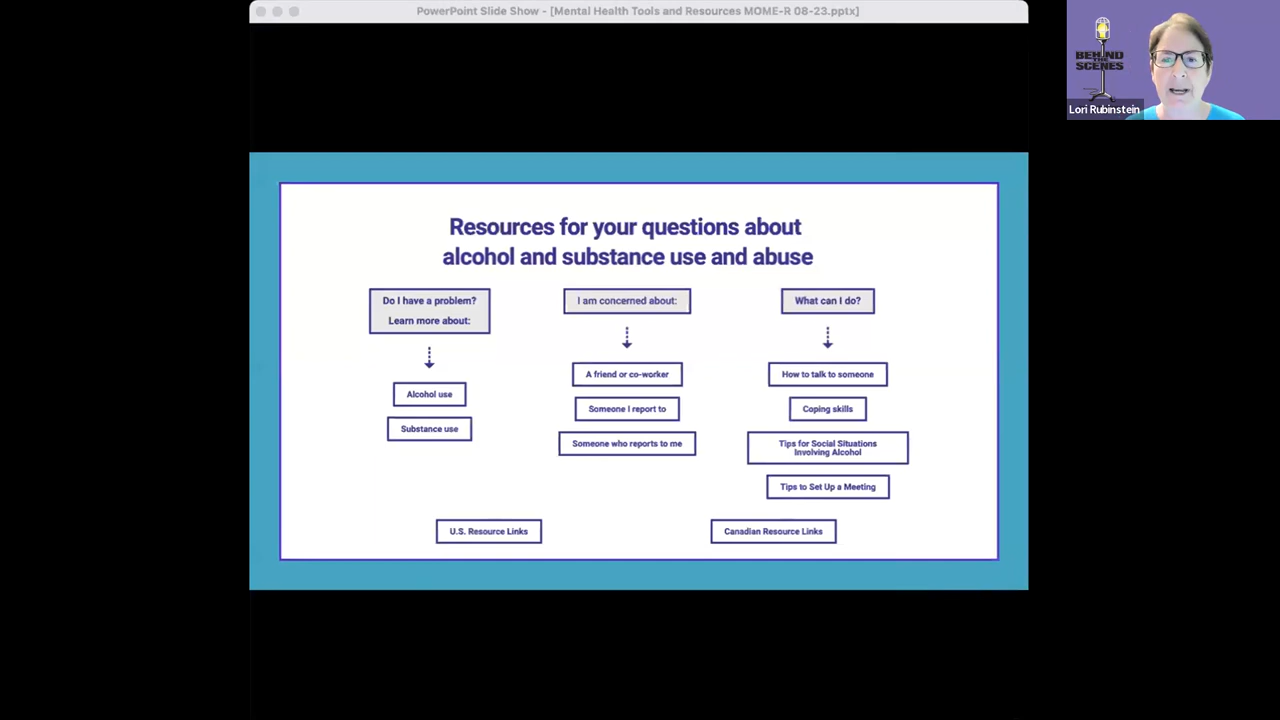 PowerPoint Slide Show - [Mental Health Tools and Resources MOME-R 08-23.pptx]
BEHIND
THE
SCENES
Lori Rubinstein
Resources for your questions about
alcohol and substance use and abuse
Do I have a problem?
Learn more about:
Alcohol use
Substance use
I am concerned about:
A friend or co-worker
Someone I report to
Someone who reports to me
What can I do?
How to talk to someone
Coping skills
Tips for Social Situations
Involving Alcohol
Tips to Set Up a Meeting
U.S. Resource Links
Canadian Resource Links